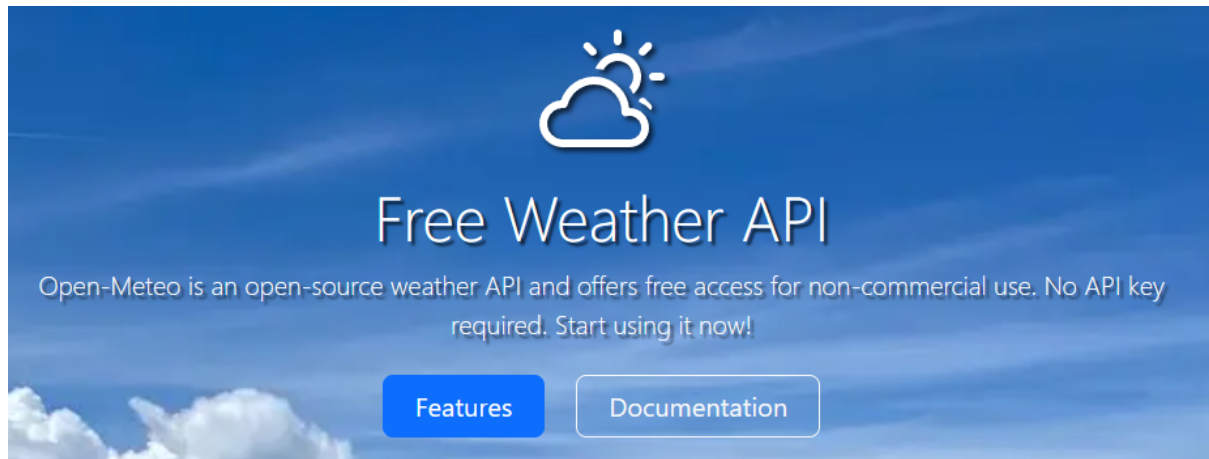 Free Weather API
Open-Meteo is an open-source weather API and offers free access for non-commercial use. No API key
required. Start using it now!
Features
Documentation